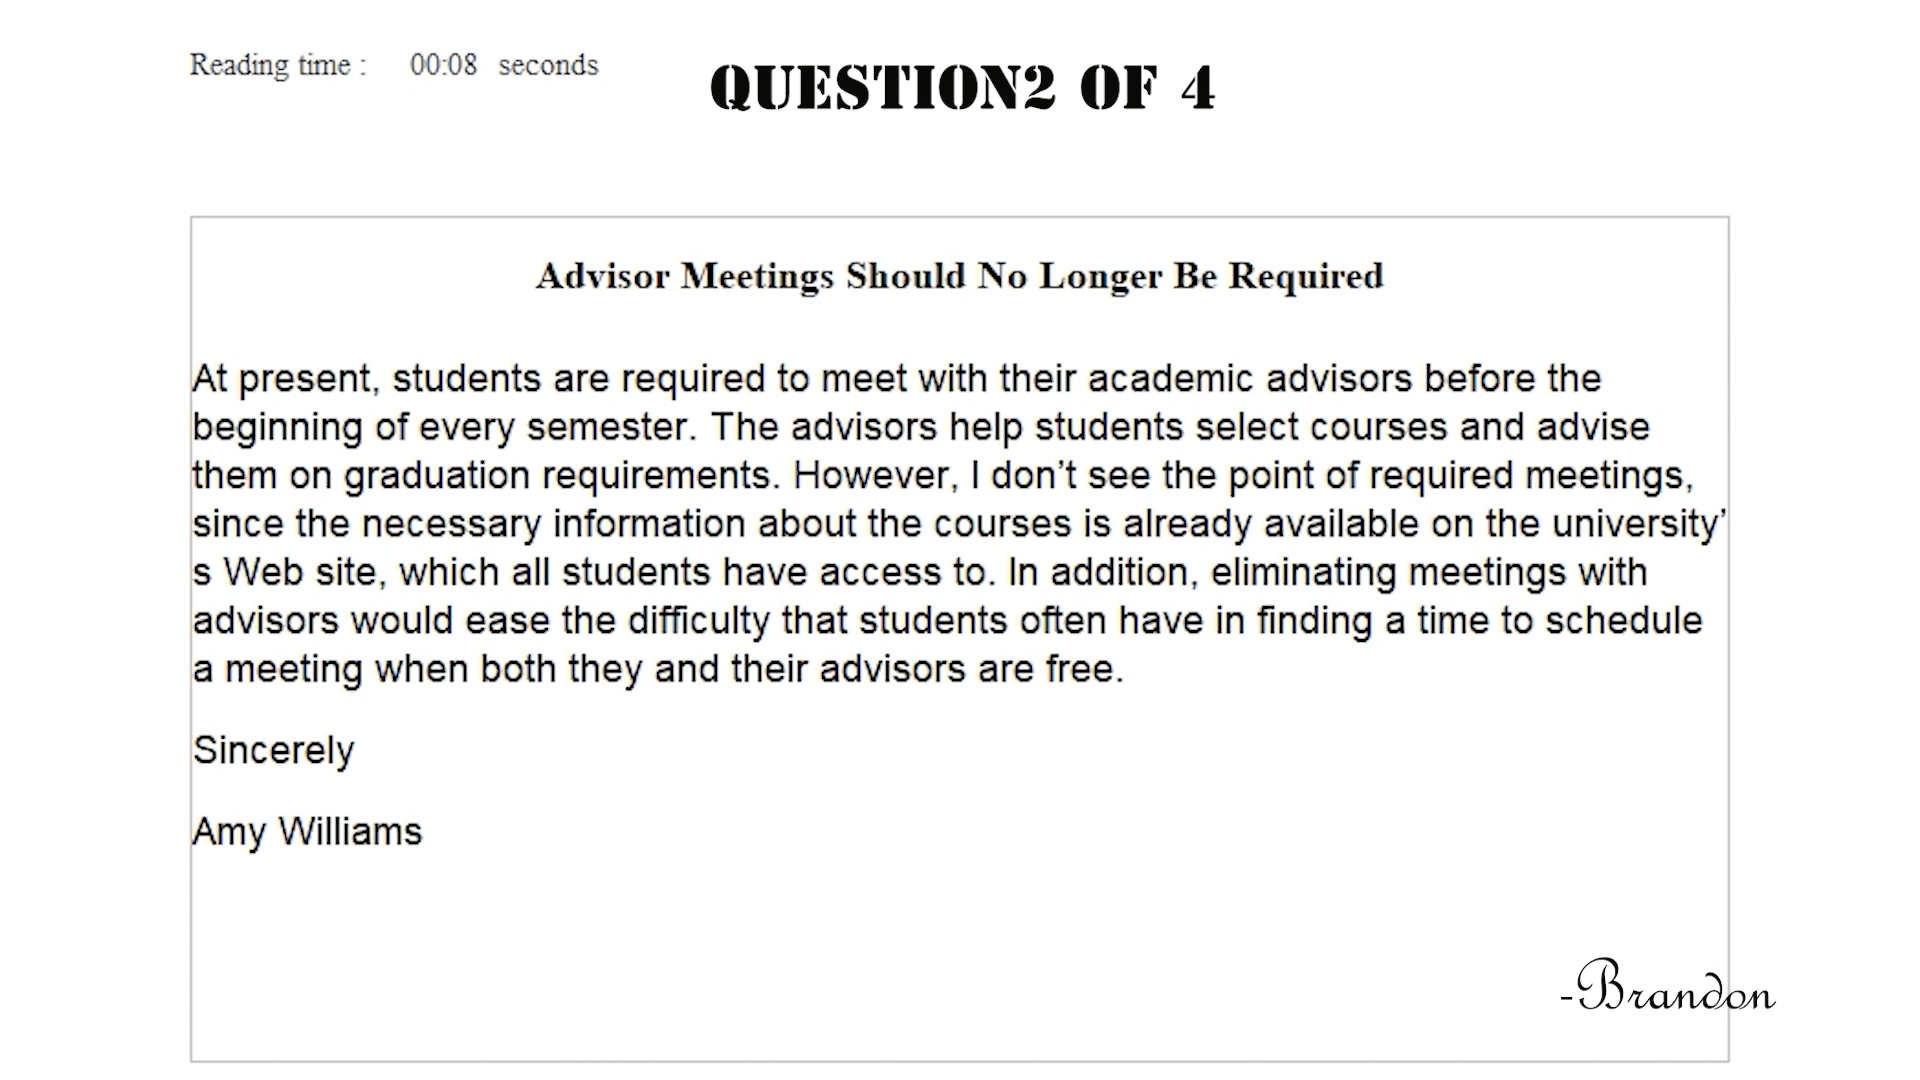 Reading time : 00:08 seconds
QUESTION2 OF 4
Advisor Meetings Should No Longer Be Required
At present, students are required to meet with their academic advisors before the
beginning of every semester. The advisors help students select courses and advise
them on graduation requirements. However, I don’t see the point of required meetings,
since the necessary information about the courses is already available on the university’
s Web site, which all students have access to. In addition, eliminating meetings with
advisors would ease the difficulty that students often have in finding a time to schedule
a meeting when both they and their advisors are free.
Sincerely
Amy Williams
-Brandon